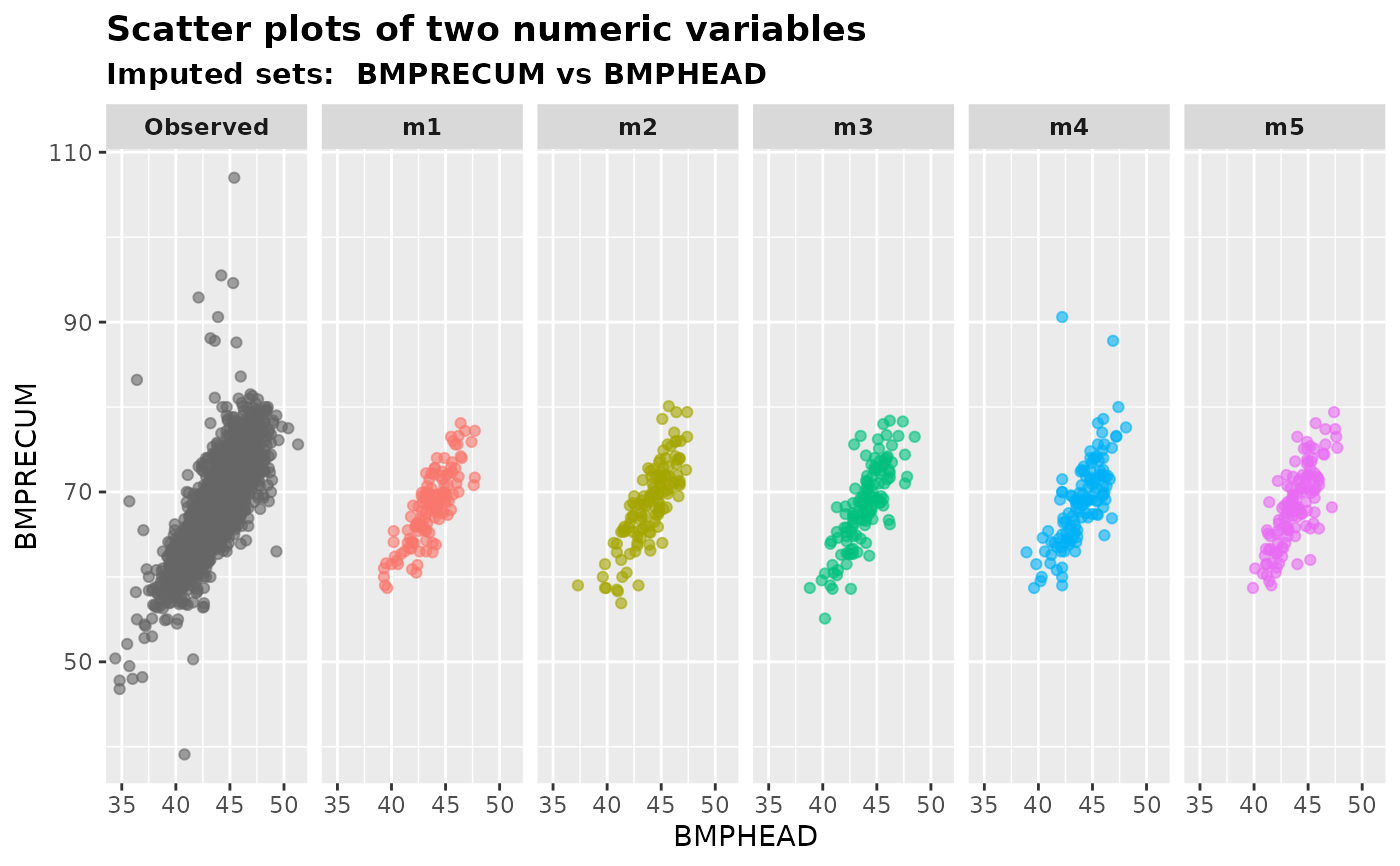 Scatter plots of two numeric variables
Imputed sets:  BMPRECUM vs BMPHEAD
Observed m1 m2 m3 m4 m5
110
90
70
50
BMPRECUM
35 40 45 50 35 40 45 50 35 40 45 50 35 40 45 50 35 40 45 50 35 40 45 50
BMPHEAD